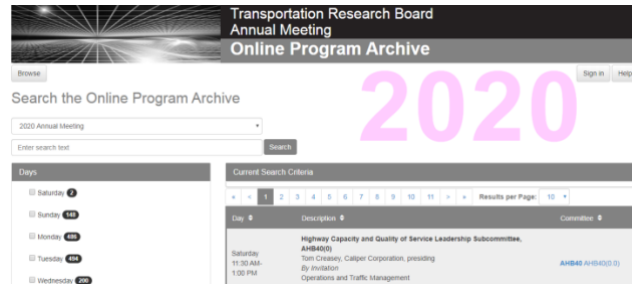 Transportation Research Board
Annual Meeting
Online Program Archive
Browse
Sign in
Help
2020
Search the Online Program Archive
2020 Annual Meeting
Enter search text
Search
Days
Current Search Criteria
Saturday 2
Sunday 140
Monday 486
Tuesday 494
Wednesday 200
« < 1 2 3 4 5 6 7 8 9 10 11 > » Results per Page: 10
Day
Description
Committee
Saturday
11:30 AM-
1:00 PM
Highway Capacity and Quality of Service Leadership Subcommittee,
AHB40(0)
Tom Creasey, Caliper Corporation, presiding
By Invitation
Operations and Traffic Management
AHB40 AHB40(0.0)